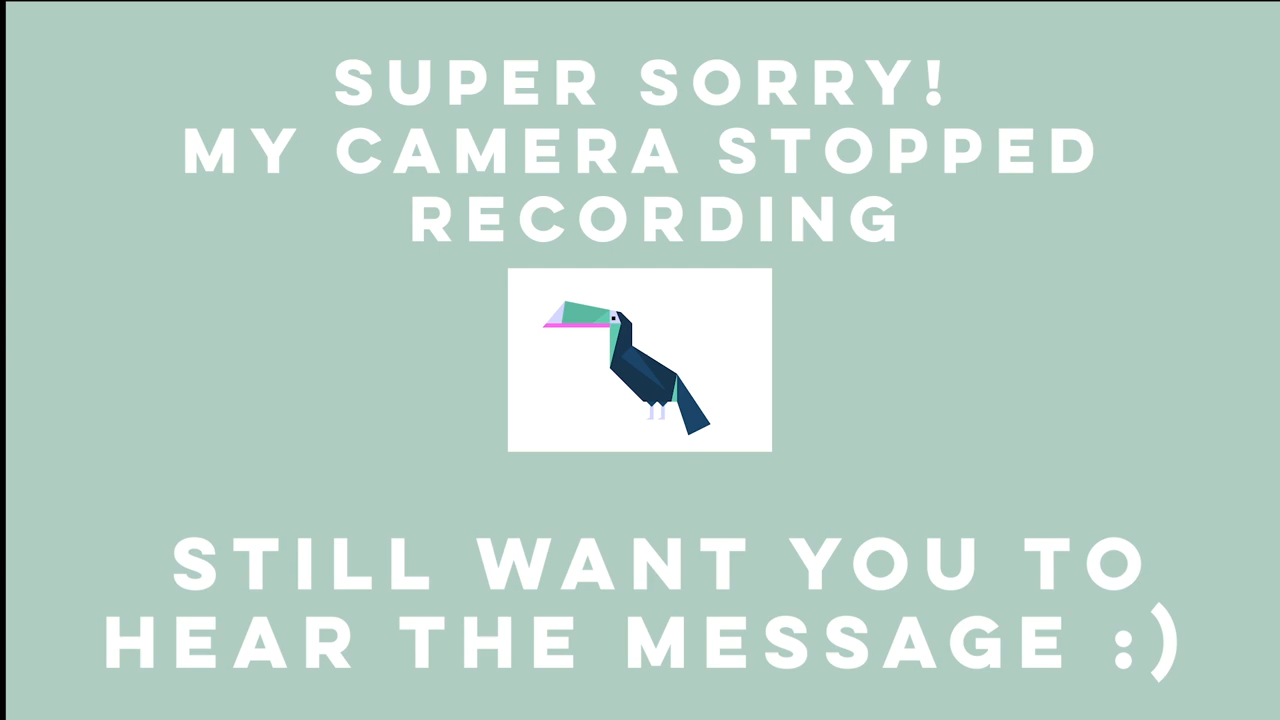 SUPER SORRY!
MY CAMERA STOPPED
RECORDING
STILL WANT YOU TO
HEAR THE MESSAGE :)